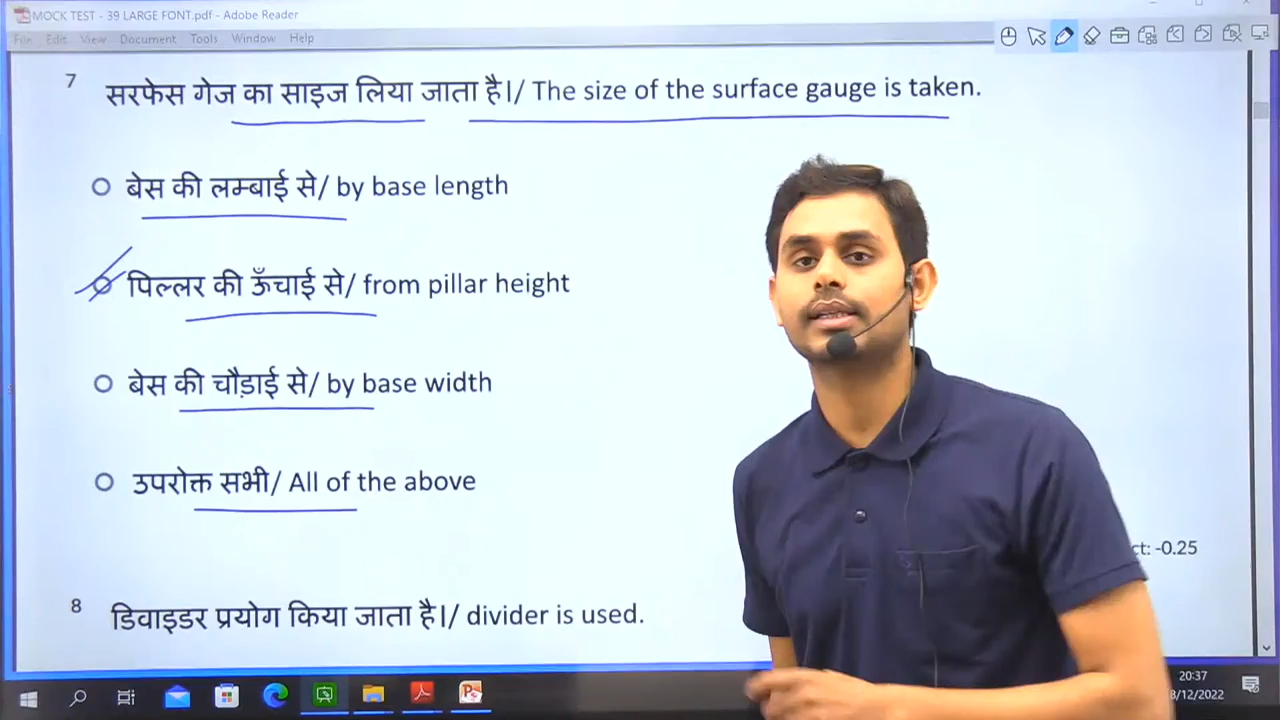 MOCK TEST - 39 LARGE FONT.pdf - Adobe Reader
File Edit View Document Tools Window Help
7 सरफेस गेज का साइज लिया जाता है।/ The size of the surface gauge is taken.
बेस की लम्बाई से/ by base length
पिल्लर की ऊँचाई से/ from pillar height
बेस की चौड़ाई से/ by base width
उपरोक्त सभी/ All of the above
ct: -0.25
8 डिवाइडर प्रयोग किया जाता है।/ divider is used.
20:37
8/12/2022